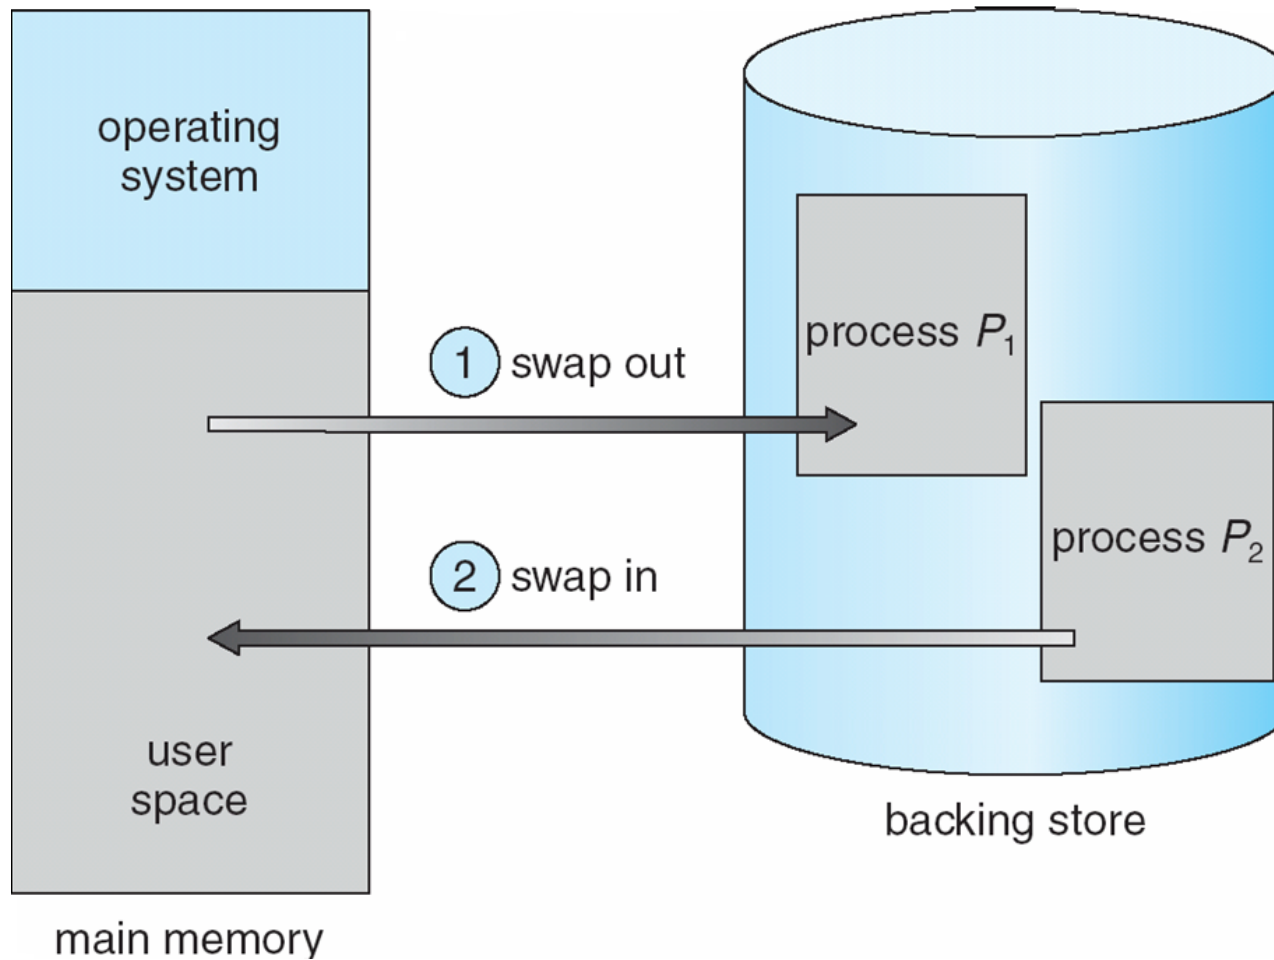 operating
system
1 swap out
process P₁
process P₂
2 swap in
user
space
backing store
main memory